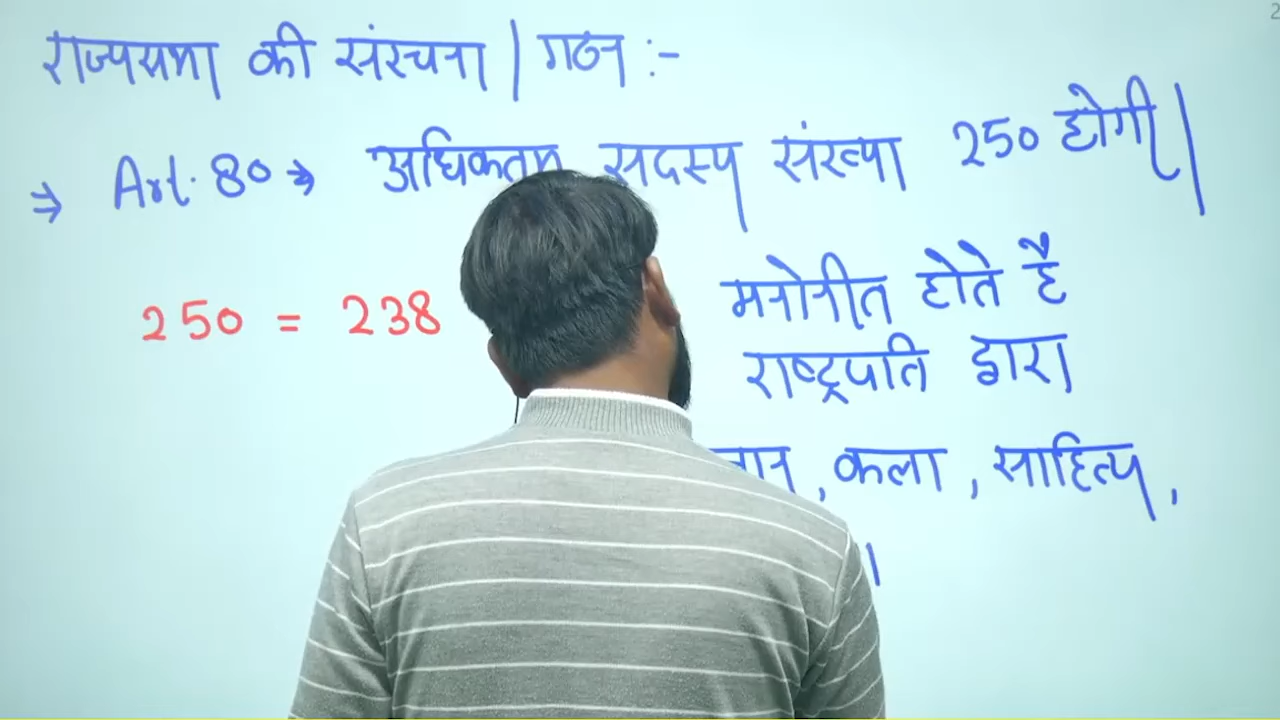 राज्यसभा की संरचना | गठन :-
⇒ Art. 80 → अधिकतम सदस्य संख्या 250 होगी |
250 = 238
मनोनीत होते है
राष्ट्रपति द्वारा
, कला , साहित्य ,
|